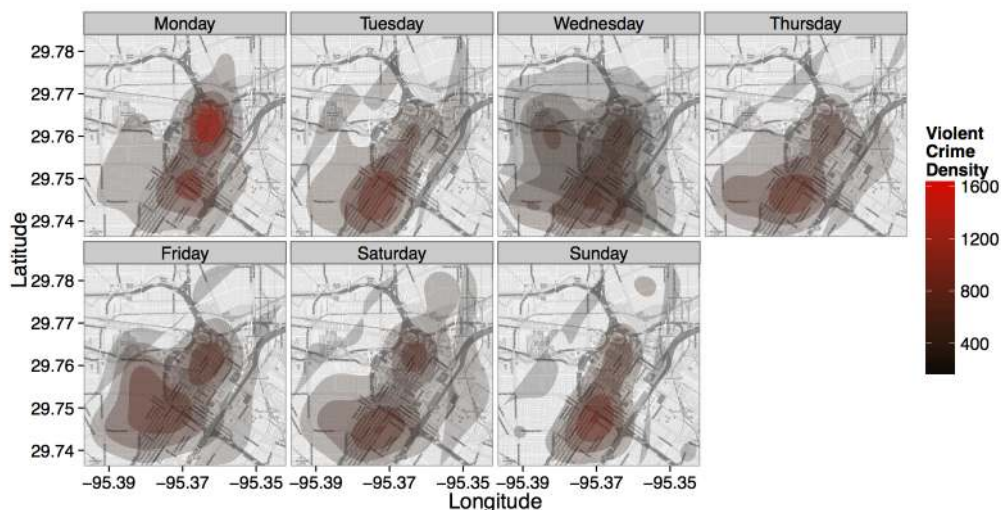 Monday
Tuesday
Wednesday
Thursday
29.78
29.77
29.76
29.75
29.74
Latitude
Friday
Saturday
Sunday
29.78
29.77
29.76
29.75
29.74
−95.39 −95.37 −95.35
−95.39 −95.37 −95.35
−95.39 −95.37 −95.35
Longitude
Violent
Crime
Density
1600
1200
800
400